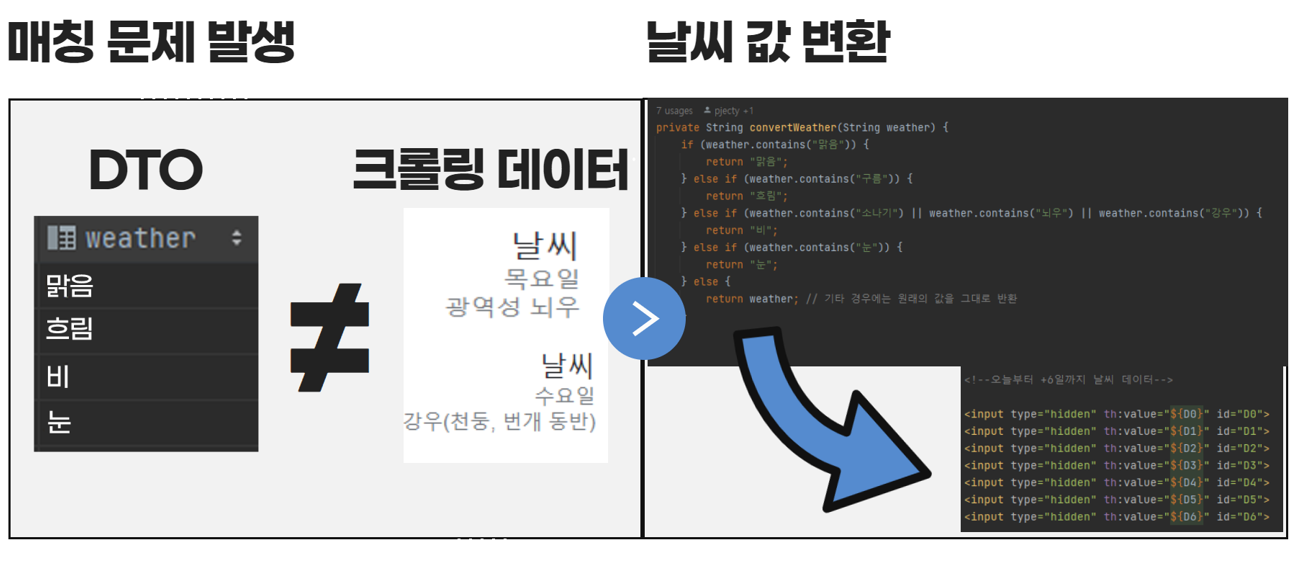 매칭 문제 발생
날씨 값 변환
DTO
크롤링 데이터
weather
맑음
흐림
비
눈
≠
날씨
목요일
광역성 뇌우
날씨
수요일
강우(천둥, 번개 동반)
7 usages pjecty +1
private String convertWeather(String weather) {
if (weather.contains("맑음")) {
return "맑음";
} else if (weather.contains("구름")) {
return "흐림";
} else if (weather.contains("소나기") || weather.contains("뇌우") || weather.contains("강우")) {
return "비";
} else if (weather.contains("눈")) {
return "눈";
} else {
return weather; // 기타 경우에는 원래의 값을 그대로 반환
<!--오늘부터 +6일까지 날씨 데이터-->
<input type="hidden" th:value="${D0}" id="D0">
<input type="hidden" th:value="${D1}" id="D1">
<input type="hidden" th:value="${D2}" id="D2">
<input type="hidden" th:value="${D3}" id="D3">
<input type="hidden" th:value="${D4}" id="D4">
<input type="hidden" th:value="${D5}" id="D5">
<input type="hidden" th:value="${D6}" id="D6">